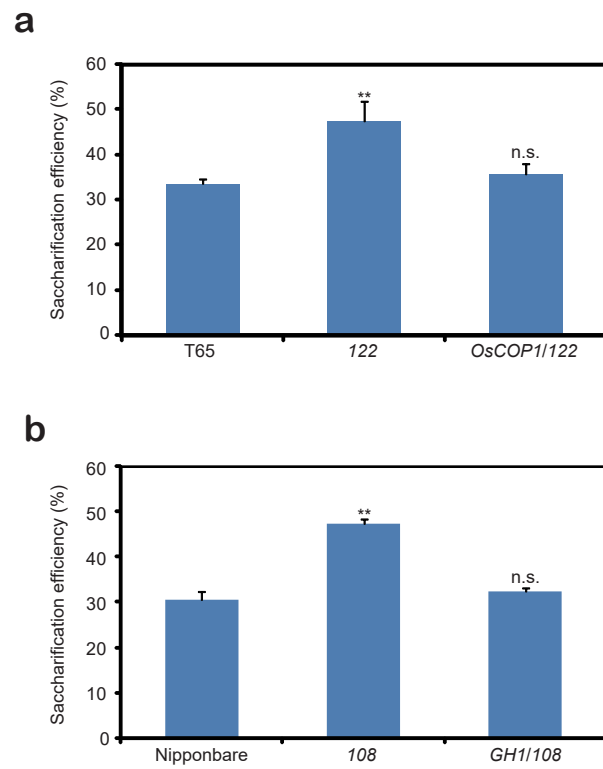 a
Saccharification efficiency (%)
60
50
40
30
20
10
0
**
n.s.
T65
122
OsCOP1/122
b
Saccharification efficiency (%)
60
50
40
30
20
10
0
**
n.s.
Nipponbare
108
GH1/108